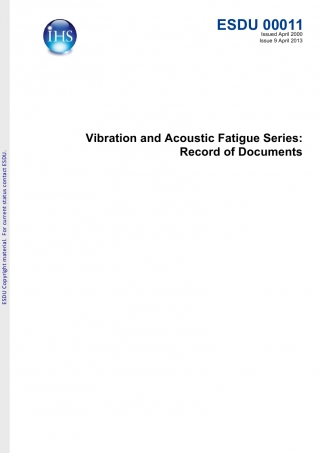 IHS
ESDU 00011
Issued April 2000
Issue 9 April 2013
Vibration and Acoustic Fatigue Series:
Record of Documents
ESDU Copyright material. For current status contact ESDU.